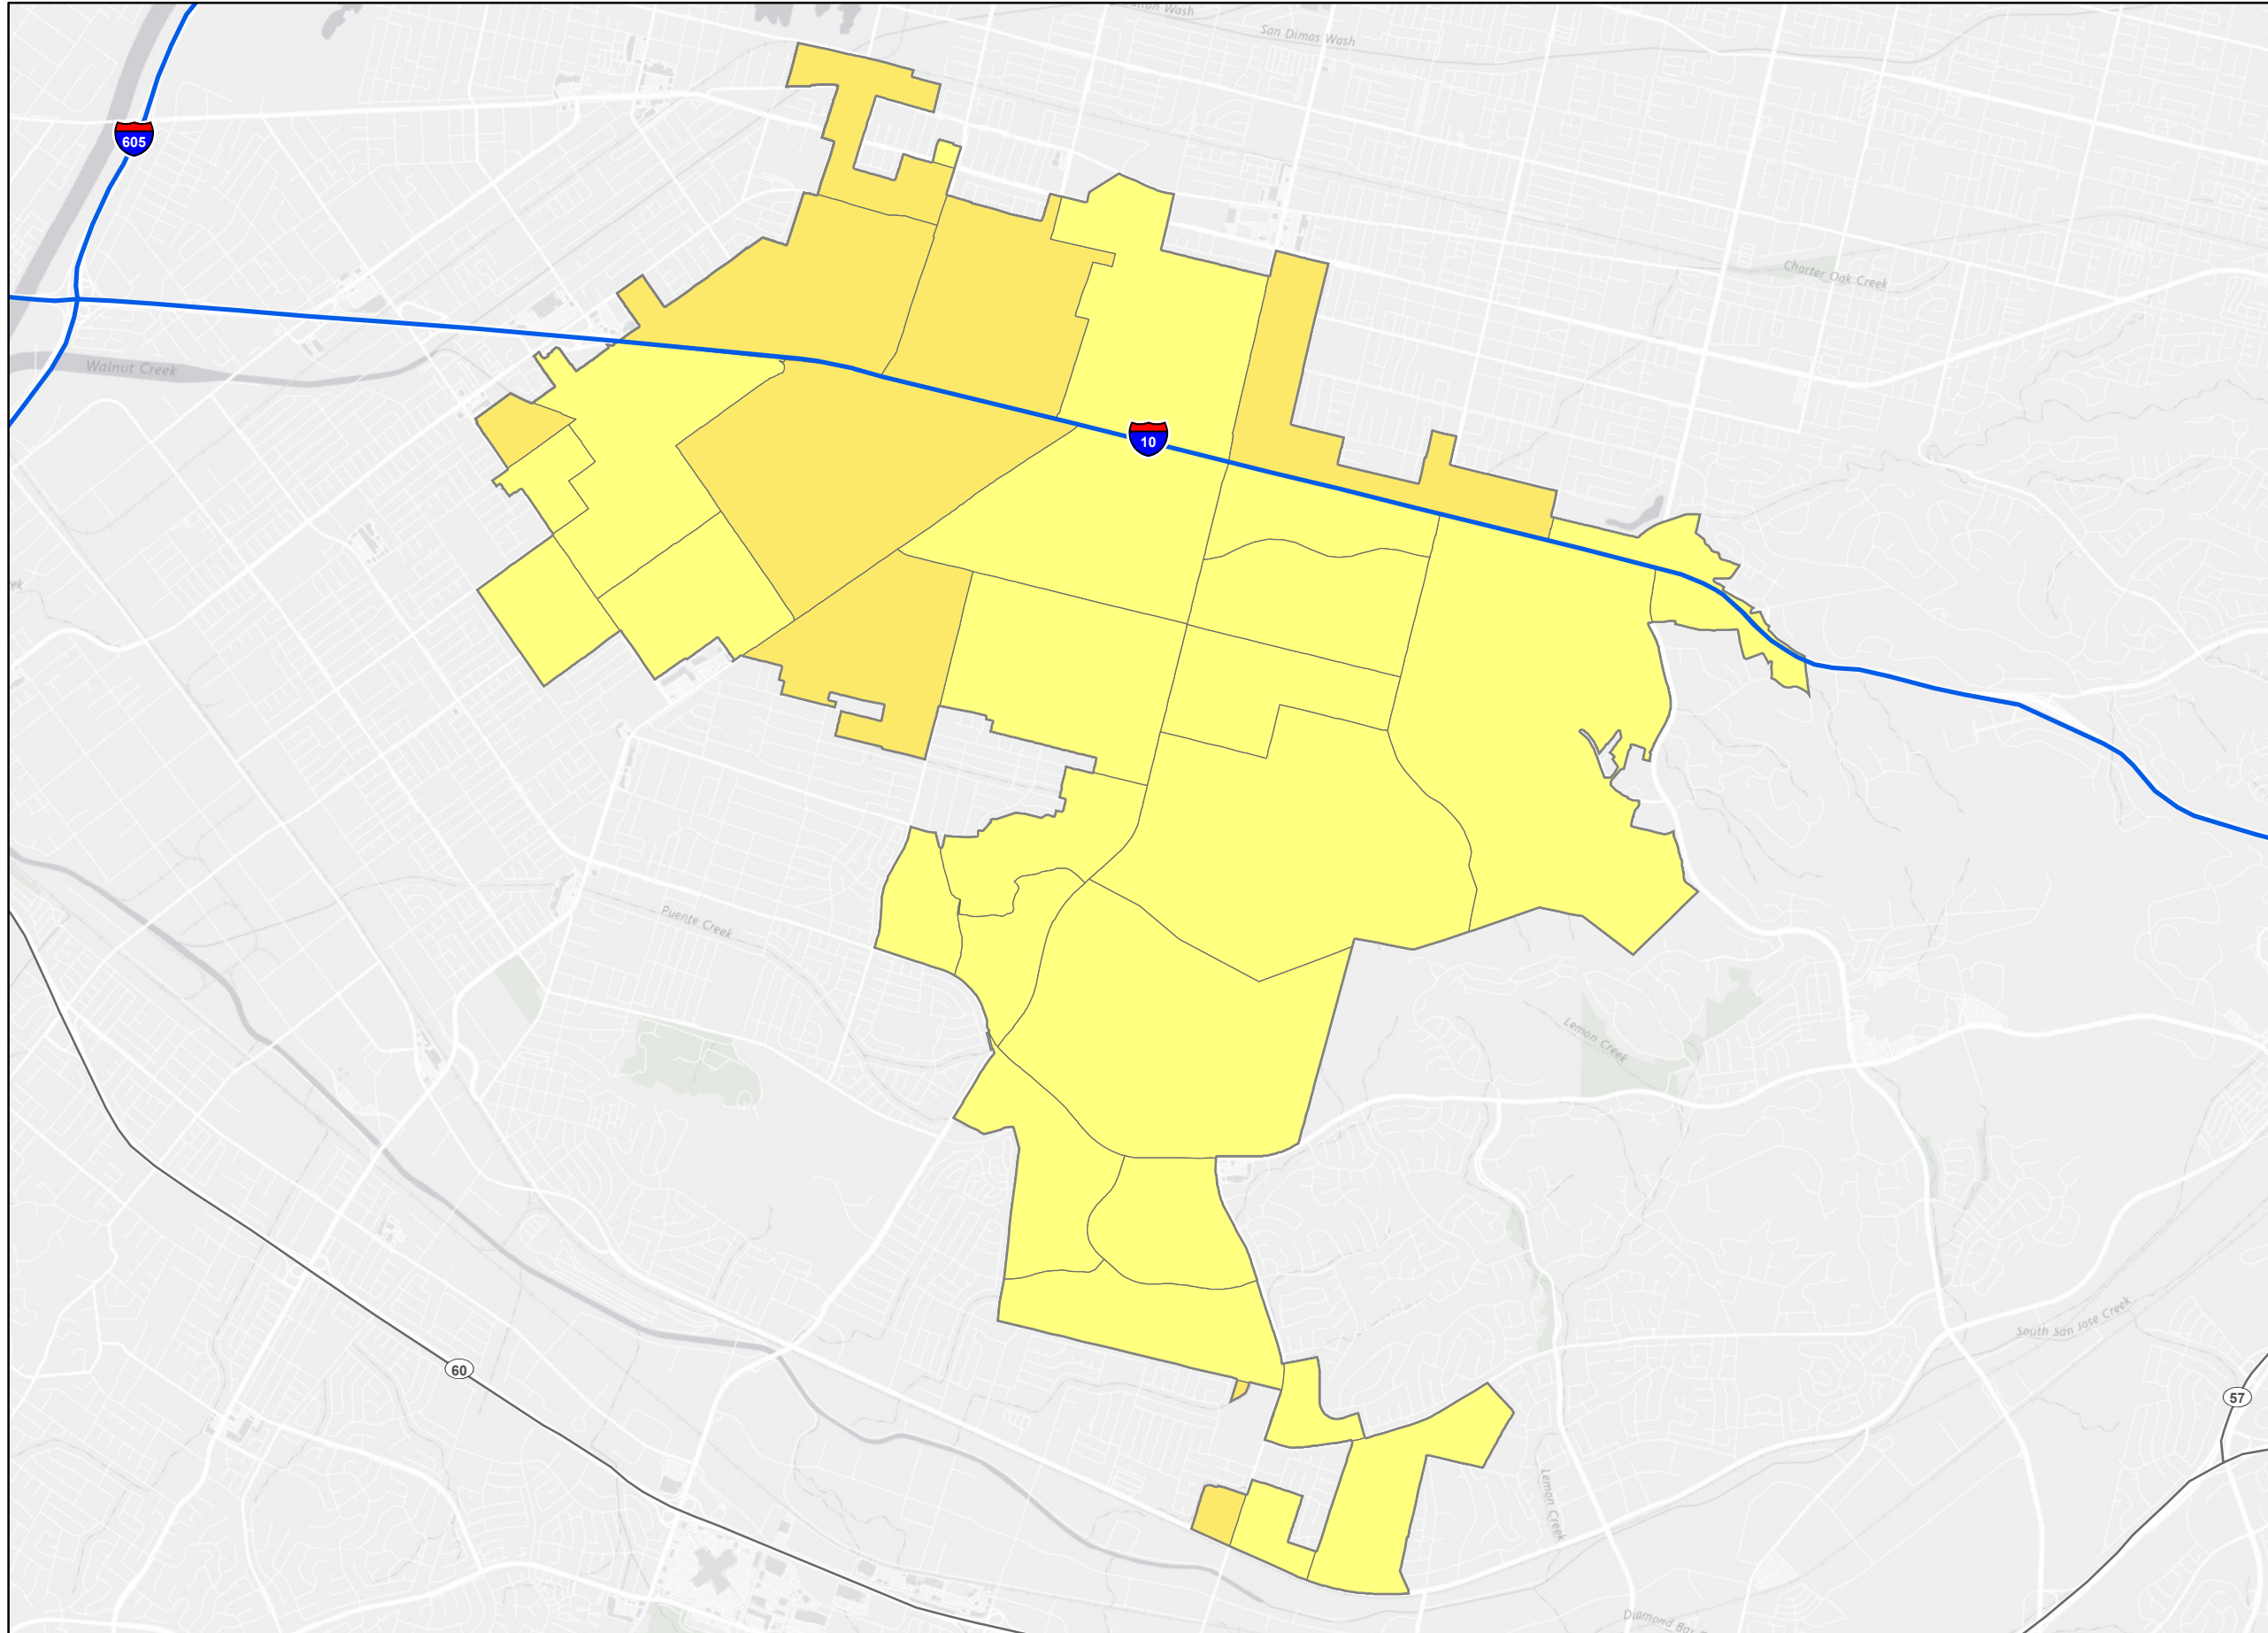 San Dimas Wash
605
Charter Oak Creek
Walnut Creek
10
Puente Creek
Lemon Creek
South San Jose Creek
60
57
Lemon Creek